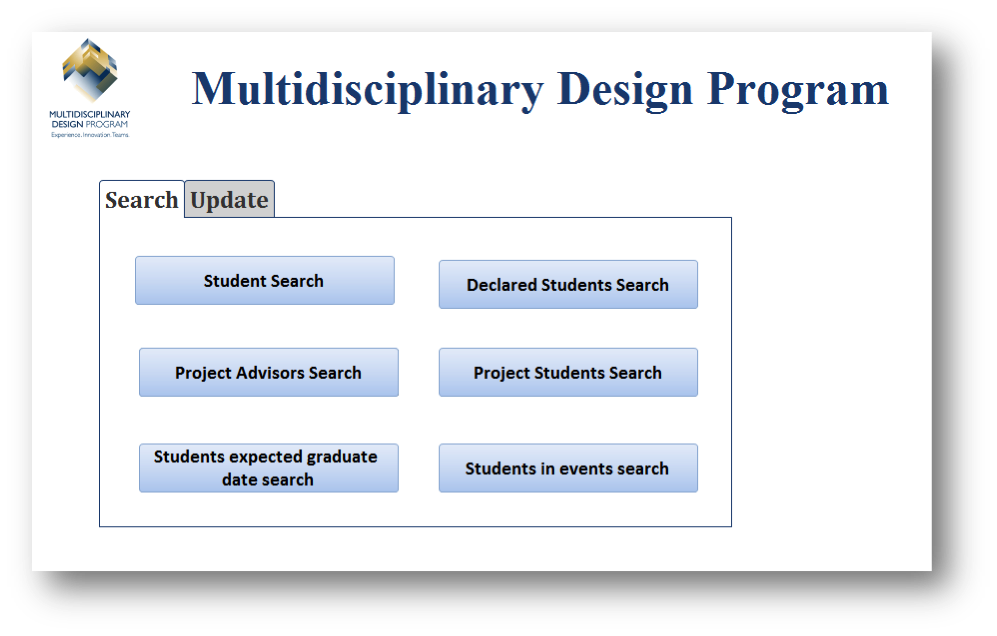 MULTIDISCIPLINARY
DESIGN PROGRAM
Experience. Innovation. Teams.
Multidisciplinary Design Program
Search Update
Student Search
Declared Students Search
Project Advisors Search
Project Students Search
Students expected graduate
date search
Students in events search